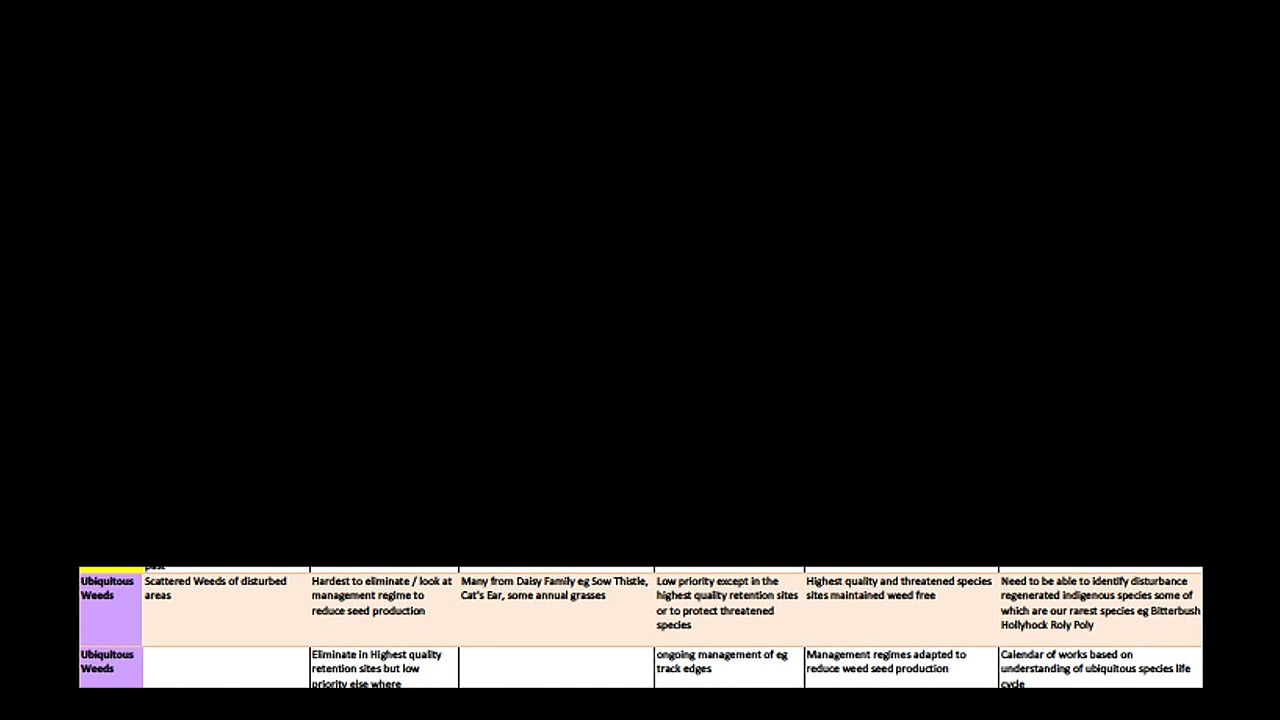 past
Ubiquitous
Weeds
Scattered Weeds of disturbed
areas
Hardest to eliminate / look at
management regime to
reduce seed production
Many from Daisy Family eg Sow Thistle,
Cat's Ear, some annual grasses
Low priority except in the
highest quality retention sites
or to protect threatened
species
Highest quality and threatened species
sites maintained weed free
Need to be able to identify disturbance
regenerated indigenous species some of
which are our rarest species eg Bitterbush
Hollyhock Roly Poly
Ubiquitous
Weeds
Eliminate in Highest quality
retention sites but low
priority else where
ongoing management of eg
track edges
Management regimes adapted to
reduce weed seed production
Calendar of works based on
understanding of ubiquitous species life
cycle